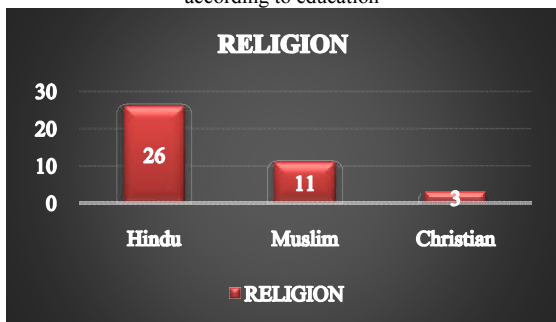 according to education
RELIGION
30
20
10
0
26
11
3
Hindu Muslim Christian
RELIGION